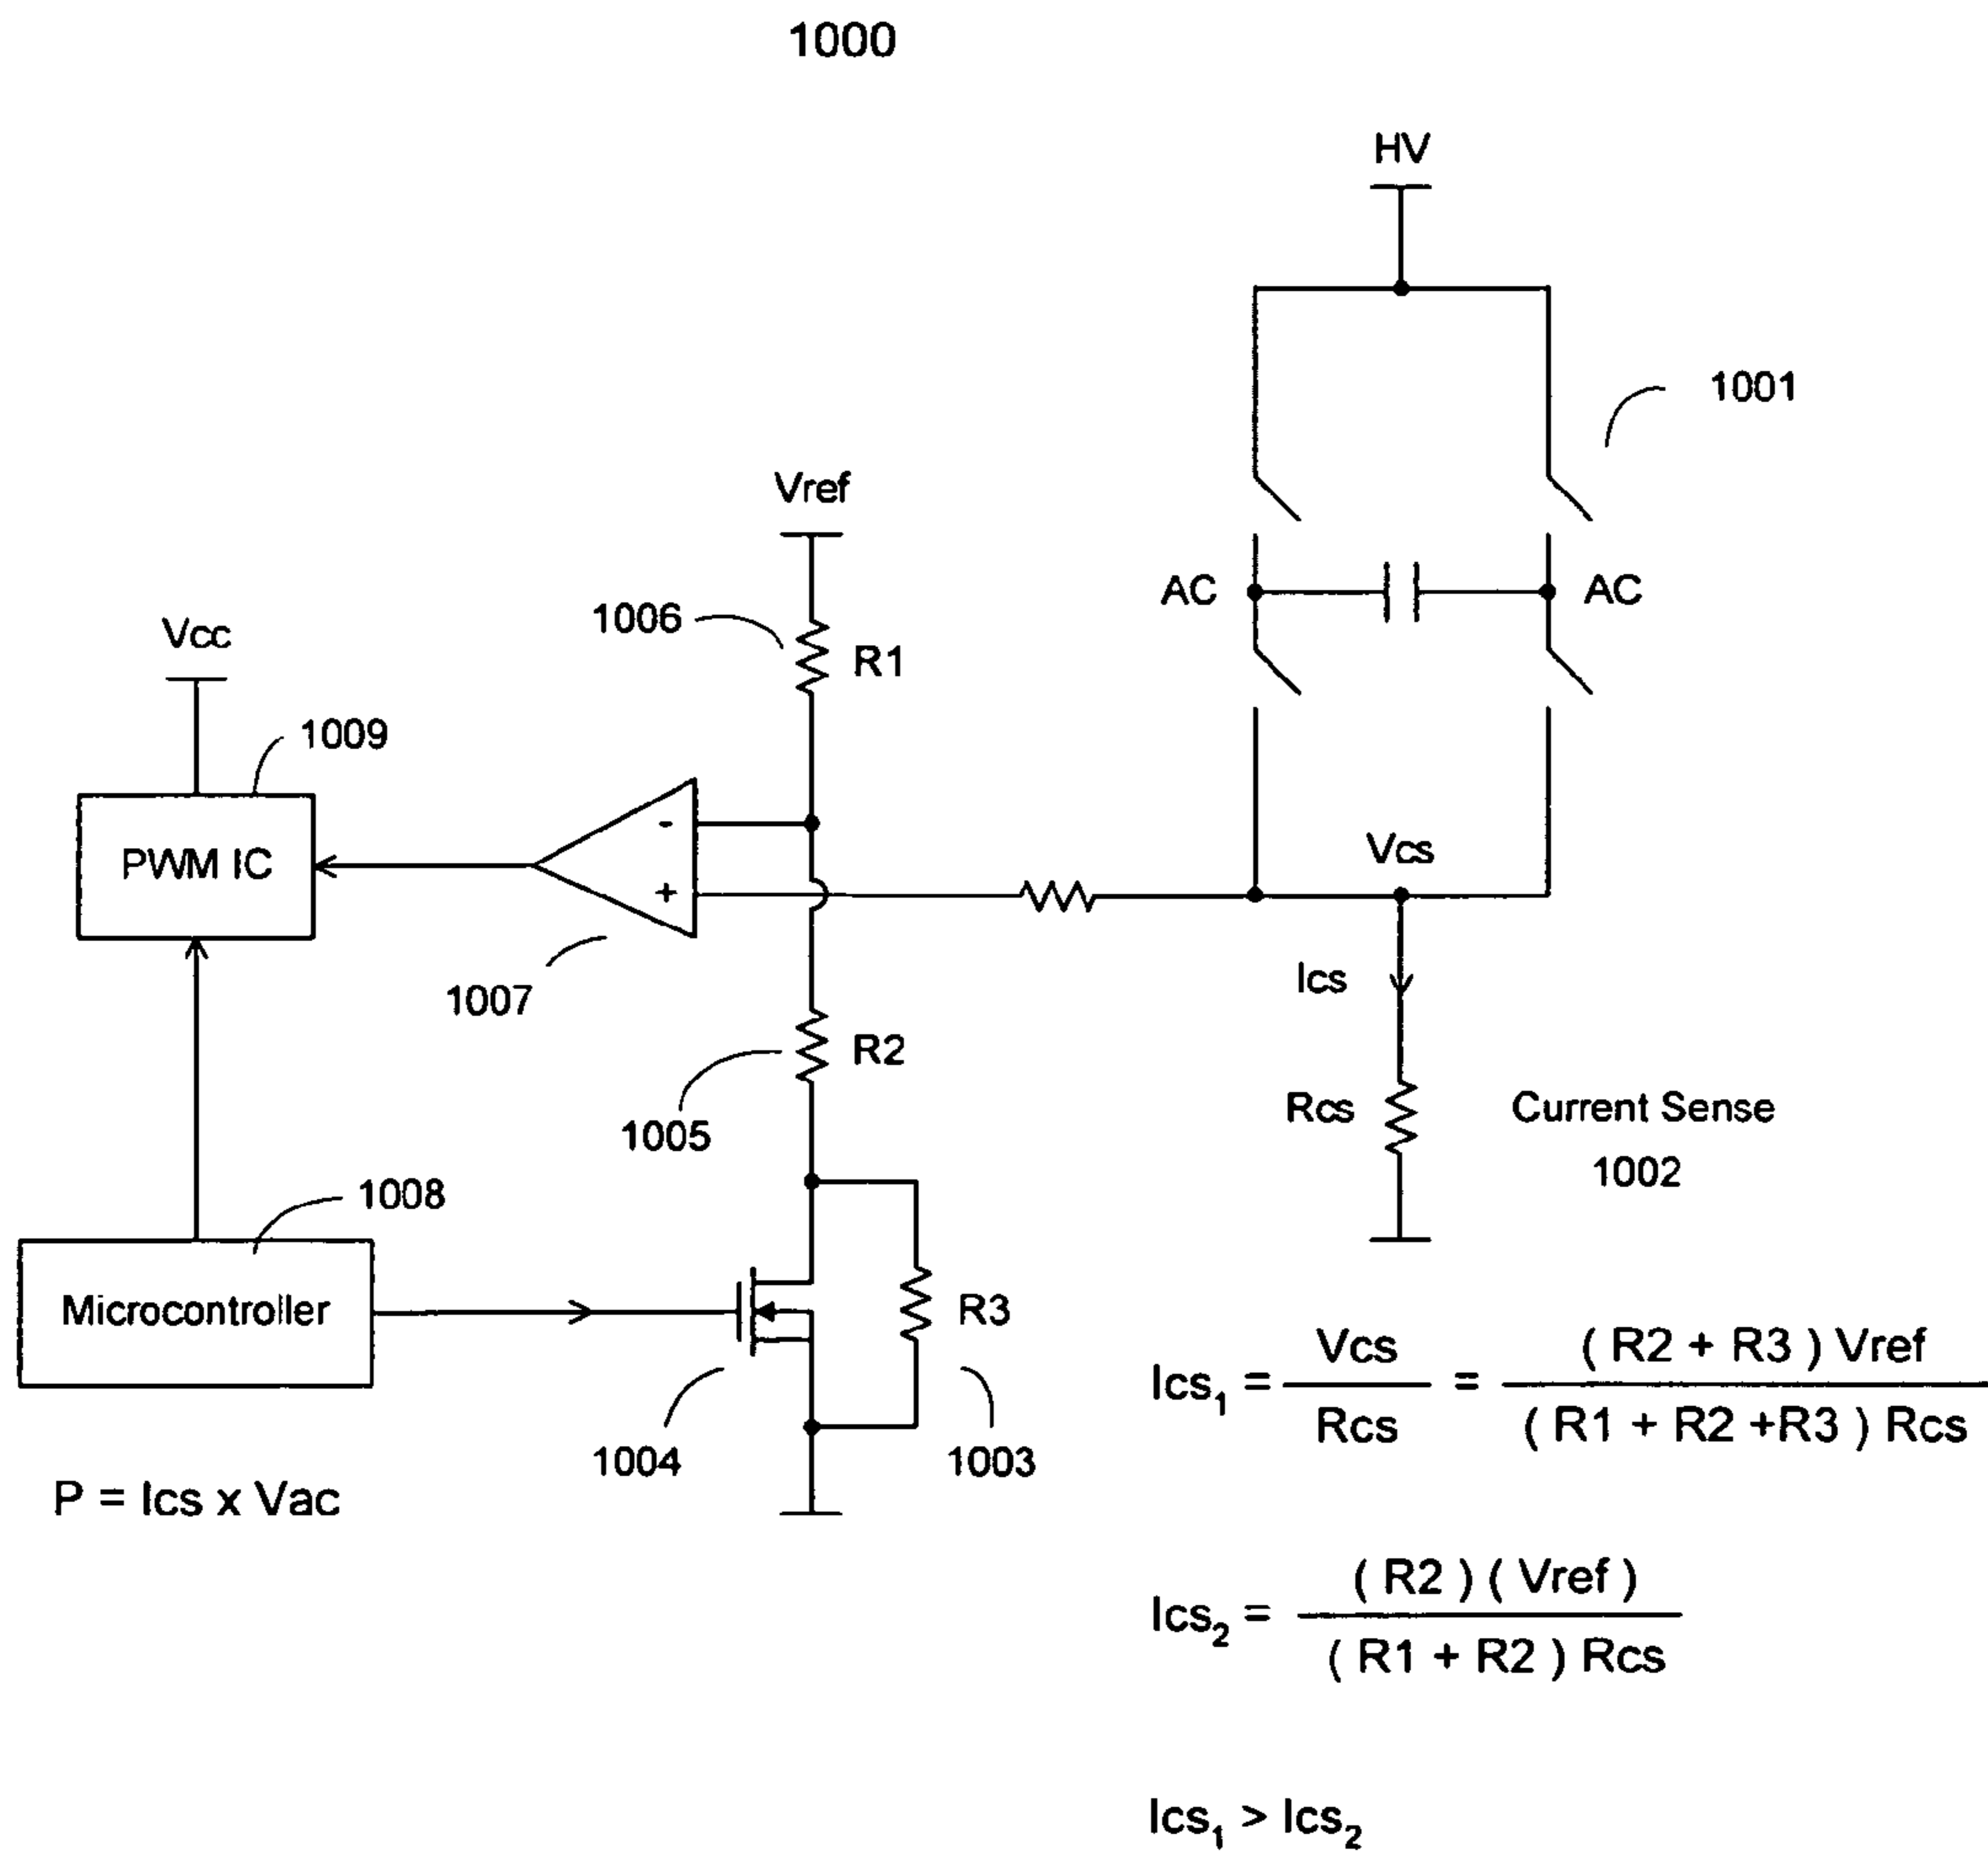 1000
HV
1001
Vref
AC
AC
1006
R1
Vcc
1009
PWM IC
-
+
Vcs
1007
Ics
R2
1005
Rcs
Current Sense
1002
1008
Microcontroller
R3
1004
1003
P = Ics x Vac
Ics₁ = Vcs / Rcs = ( R2 + R3 ) Vref / ( R1 + R2 +R3 ) Rcs
Ics₂ = ( R2 ) ( Vref ) / ( R1 + R2 ) Rcs
Ics₁ > Ics₂